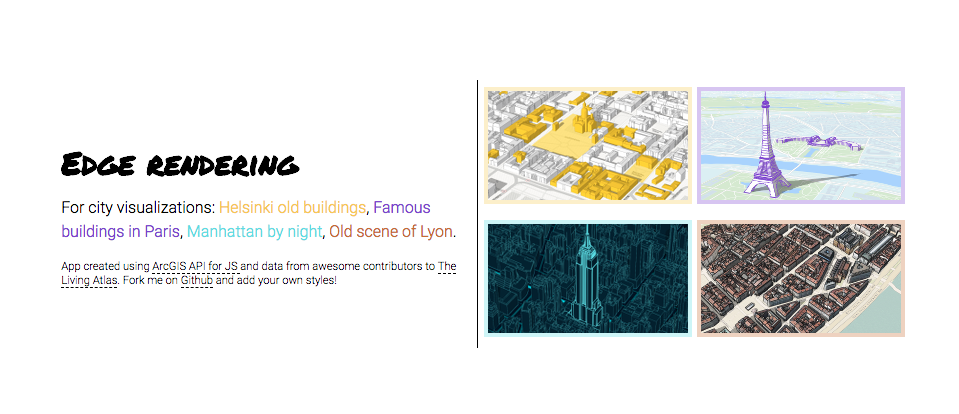 EDGE RENDERING
For city visualizations: Helsinki old buildings, Famous
buildings in Paris, Manhattan by night, Old scene of Lyon.
App created using ArcGIS API for JS and data from awesome contributors to The
Living Atlas. Fork me on Github and add your own styles!